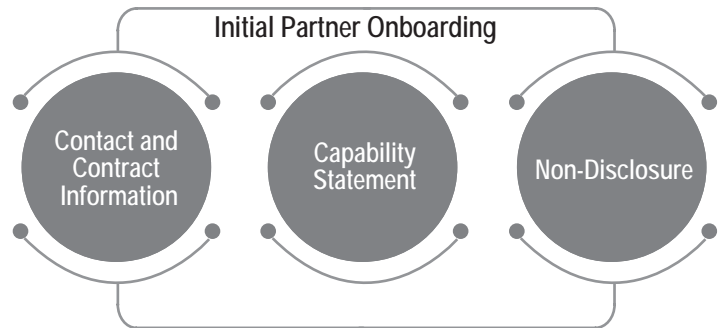 Initial Partner Onboarding
Contact and
Contract
Information
Capability
Statement
Non-Disclosure